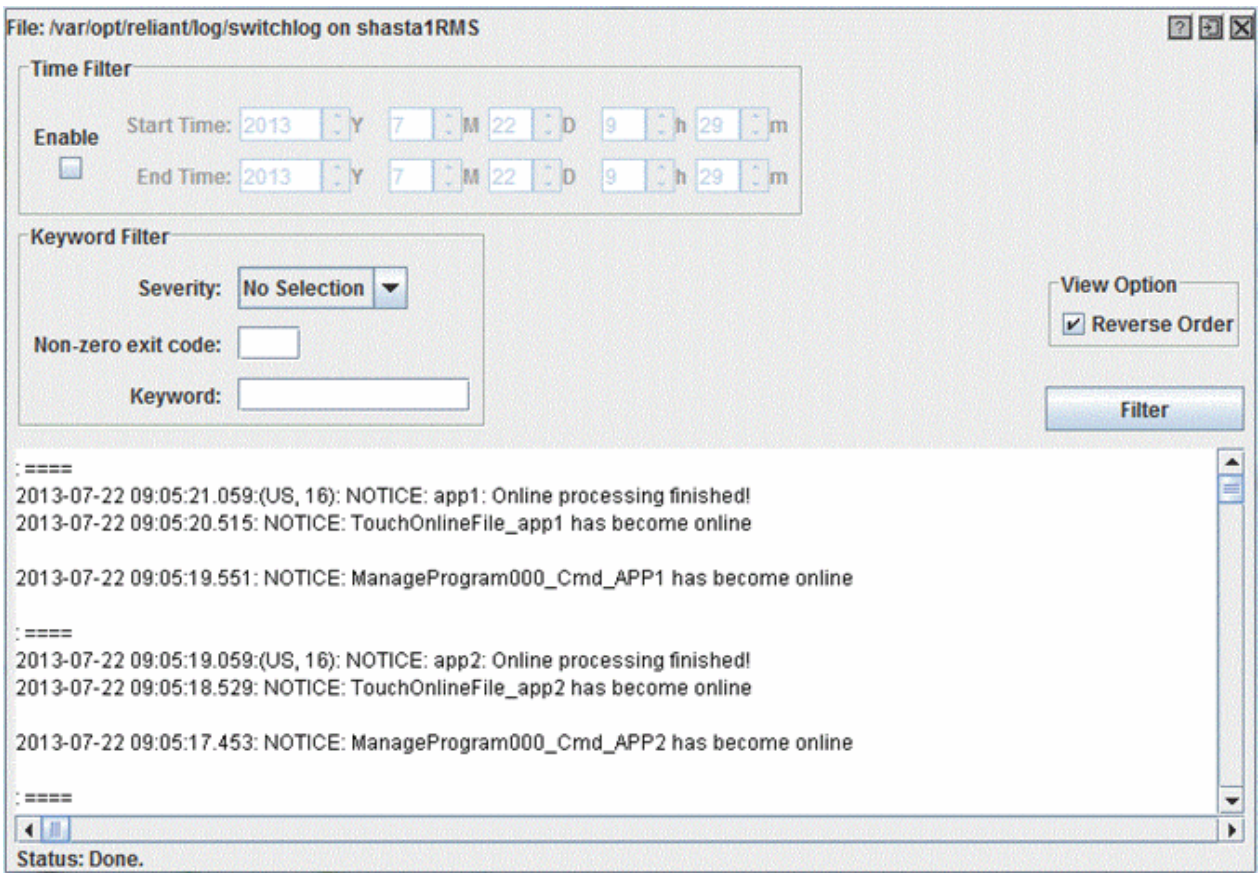 File: /var/opt/reliant/log/switchlog on shasta1RMS
Time Filter
Enable
Start Time: 2013 Y 7 M 22 D 9 h 29 m
End Time: 2013 Y 7 M 22 D 9 h 29 m
Keyword Filter
Severity: No Selection
Non-zero exit code:
Keyword:
View Option
Reverse Order
Filter
: ====
2013-07-22 09:05:21.059:(US, 16): NOTICE: app1: Online processing finished!
2013-07-22 09:05:20.515: NOTICE: TouchOnlineFile_app1 has become online
2013-07-22 09:05:19.551: NOTICE: ManageProgram000_Cmd_APP1 has become online
: ====
2013-07-22 09:05:19.059:(US, 16): NOTICE: app2: Online processing finished!
2013-07-22 09:05:18.529: NOTICE: TouchOnlineFile_app2 has become online
2013-07-22 09:05:17.453: NOTICE: ManageProgram000_Cmd_APP2 has become online
: ====
Status: Done.